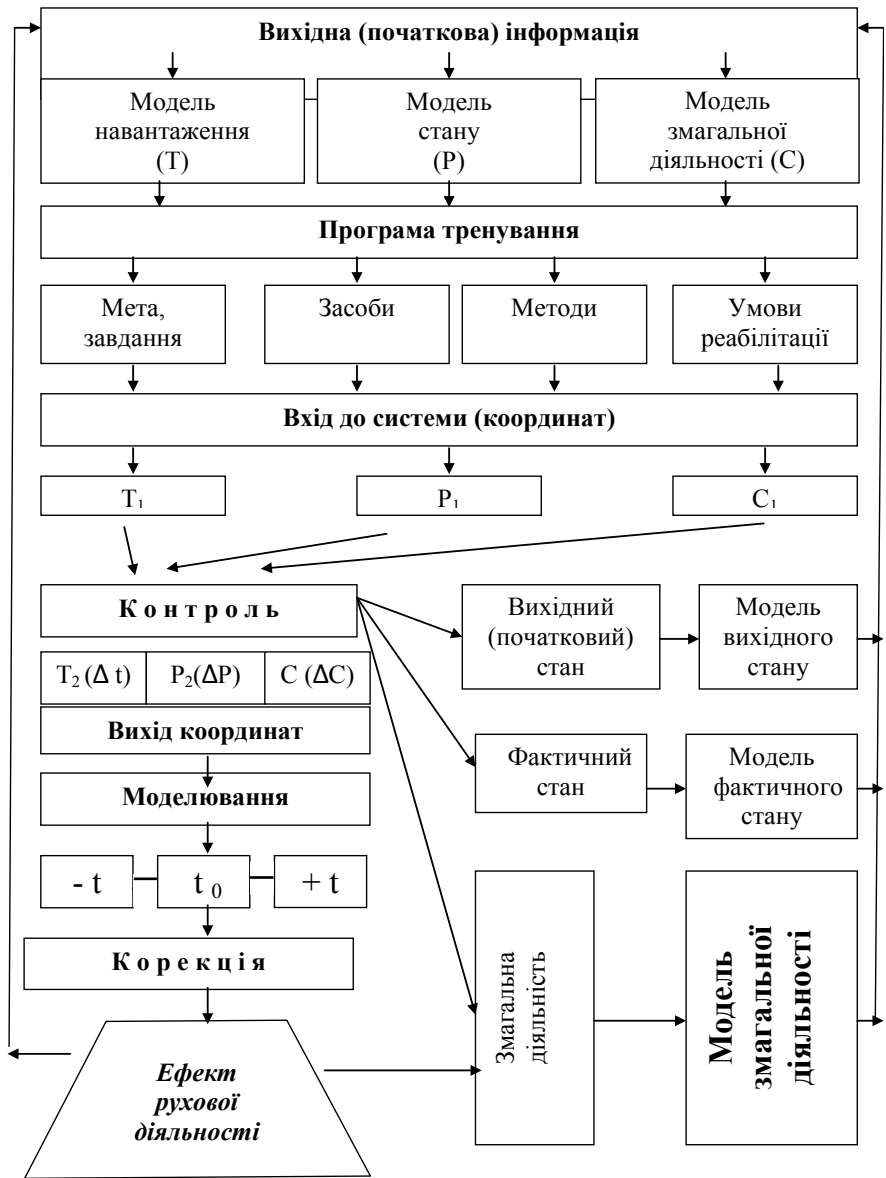 Вихідна (початкова) інформація
Модель
навантаження
(Т)
Модель
стану
(Р)
Модель
змагальної
діяльності (С)
Програма тренування
Мета,
завдання
Засоби
Методи
Умови
реабілітації
Вхід до системи (координат)
Т₁
Р₁
С₁
К о н т р о л ь
Вихідний
(початковий)
стан
Модель
вихідного
стану
Т₂ (Δ t)
Р₂(ΔР)
С (ΔС)
Вихід координат
Фактичний
стан
Модель
фактичного
стану
Моделювання
- t
t ₀
+ t
К о р е к ц і я
Змагальна
діяльність
Модель
змагальної
діяльності
Ефект
рухової
діяльності